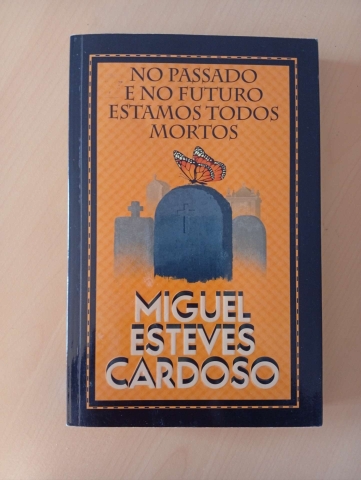 NO PASSADO
E NO FUTURO
ESTAMOS TODOS
MORTOS
MIGUEL
ESTEVES
CARDOSO